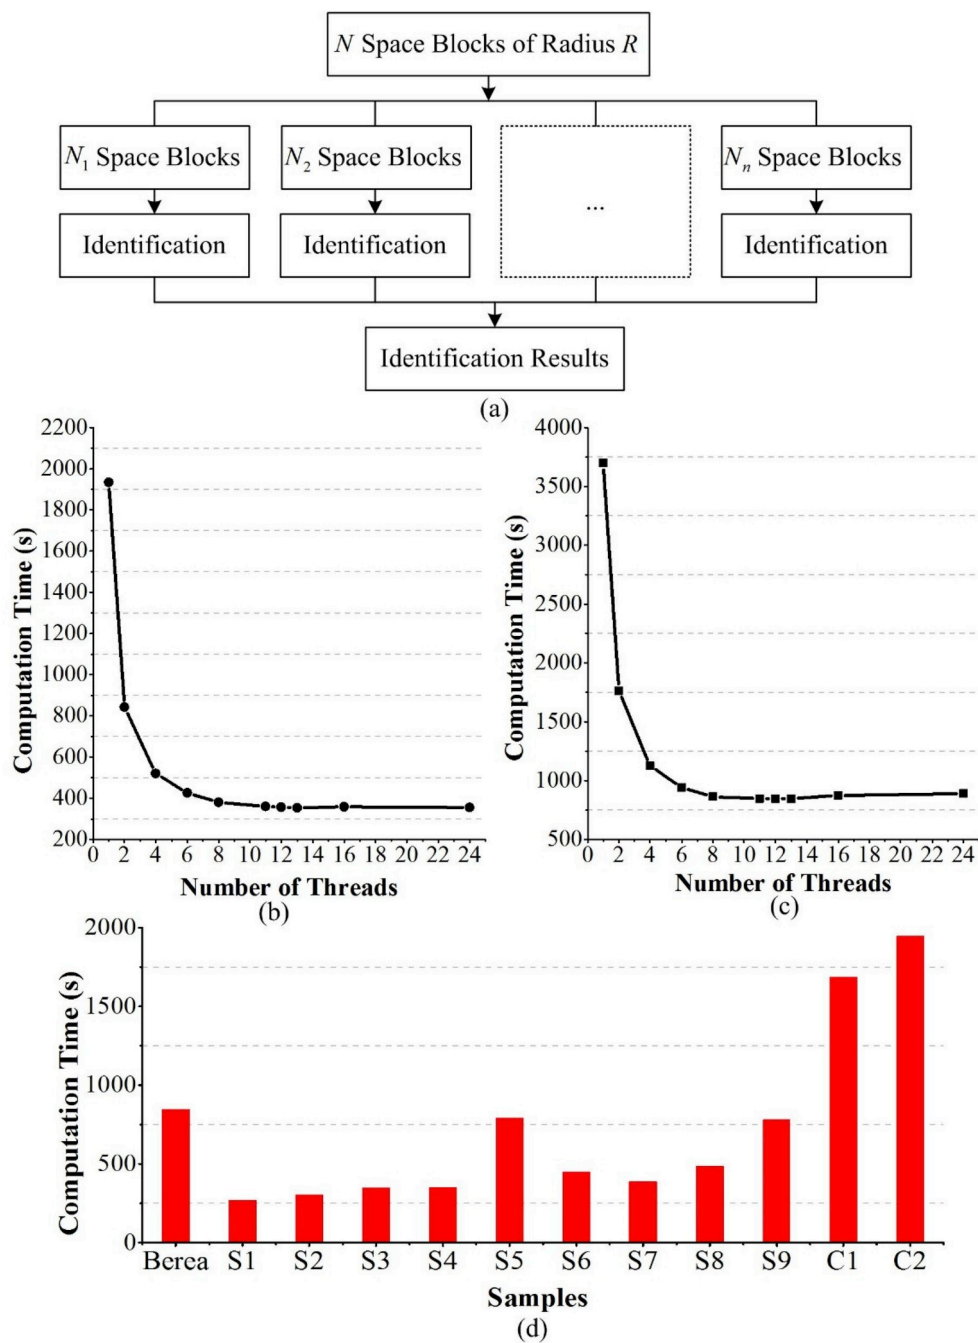 N Space Blocks of Radius R
N₁ Space Blocks
N₂ Space Blocks
...
Nₙ Space Blocks
Identification
Identification
Identification
Identification Results
(a)
2200
2000
1800
1600
1400
1200
1000
800
600
400
200
Computation Time (s)
0 2 4 6 8 10 12 14 16 18 20 22 24
Number of Threads
(b)
4000
3500
3000
2500
2000
1500
1000
500
Computation Time (s)
0 2 4 6 8 10 12 14 16 18 20 22 24
Number of Threads
(c)
2000
1500
1000
500
0
Computation Time (s)
Berea S1 S2 S3 S4 S5 S6 S7 S8 S9 C1 C2
Samples
(d)